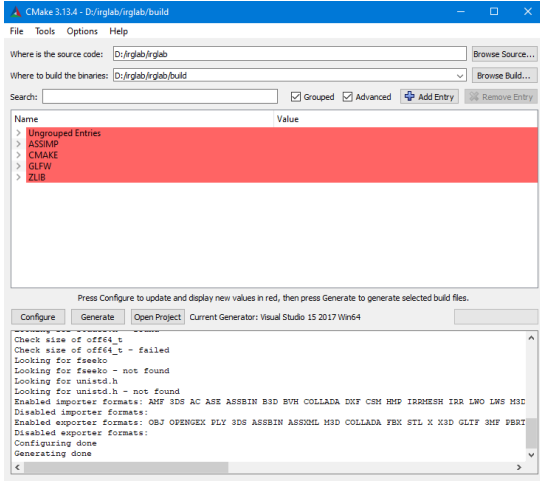 CMake 3.13.4 - D:/irglab/irglab/build
File Tools Options Help
Where is the source code: D:/irglab/irglab Browse Source...
Where to build the binaries: D:/irglab/irglab/build Browse Build...
Search: Grouped Advanced Add Entry Remove Entry
Name Value
Ungrouped Entries
ASSIMP
CMAKE
GLFW
ZLIB
Press Configure to update and display new values in red, then press Generate to generate selected build files.
Configure Generate Open Project Current Generator: Visual Studio 15 2017 Win64
Check size of off64_t
Check size of off64_t - failed
Looking for fseeko
Looking for fseeko - not found
Looking for unistd.h
Looking for unistd.h - not found
Enabled importer formats: AMF 3DS AC ASE ASSBIN B3D BVH COLLADA DXF CSM HMP IRRMESH IRR LWO LWS M3D
Disabled importer formats:
Enabled exporter formats: OBJ OPENGEX PLY 3DS ASSBIN ASSXML M3D COLLADA FBX STL X X3D GLTF 3MF PBRT
Disabled exporter formats:
Configuring done
Generating done